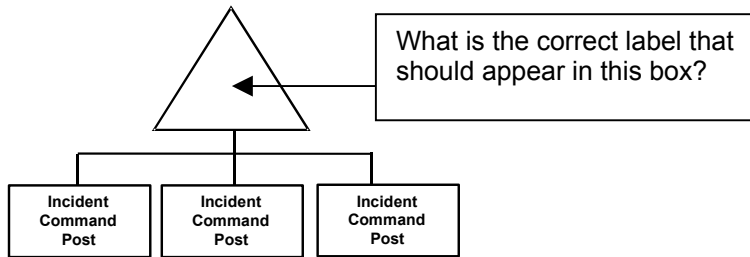 What is the correct label that
should appear in this box?
Incident
Command
Post
Incident
Command
Post
Incident
Command
Post